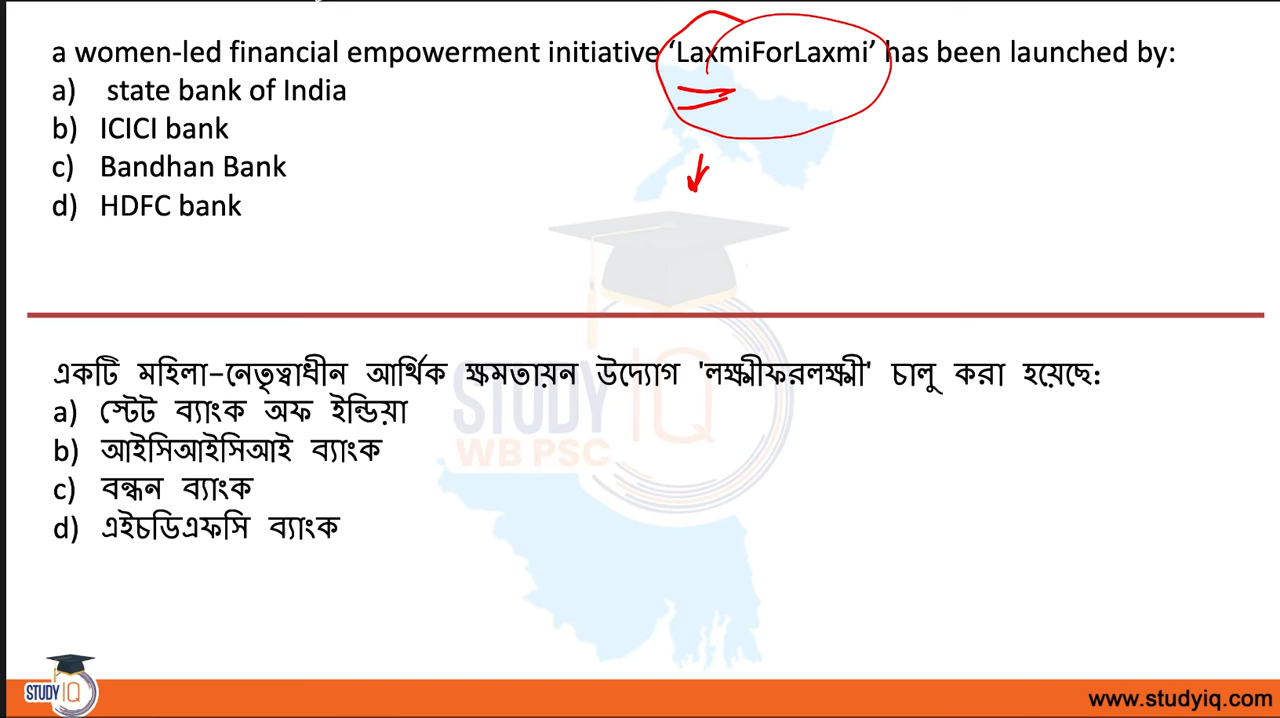 a women-led financial empowerment initiative ‘LaxmiForLaxmi’ has been launched by:
a) state bank of India
b) ICICI bank
c) Bandhan Bank
d) HDFC bank
একটি মহিলা-নেতৃত্বাধীন আর্থিক ক্ষমতায়ন উদ্যোগ 'লক্ষ্মীফরলক্ষ্মী' চালু করা হয়েছে:
a) স্টেট ব্যাংক অফ ইন্ডিয়া
b) আইসিআইসিআই ব্যাংক
c) বন্ধন ব্যাংক
d) এইচডিএফসি ব্যাংক
STUDY IQ
WB PSC
STUDY IQ
www.studyiq.com